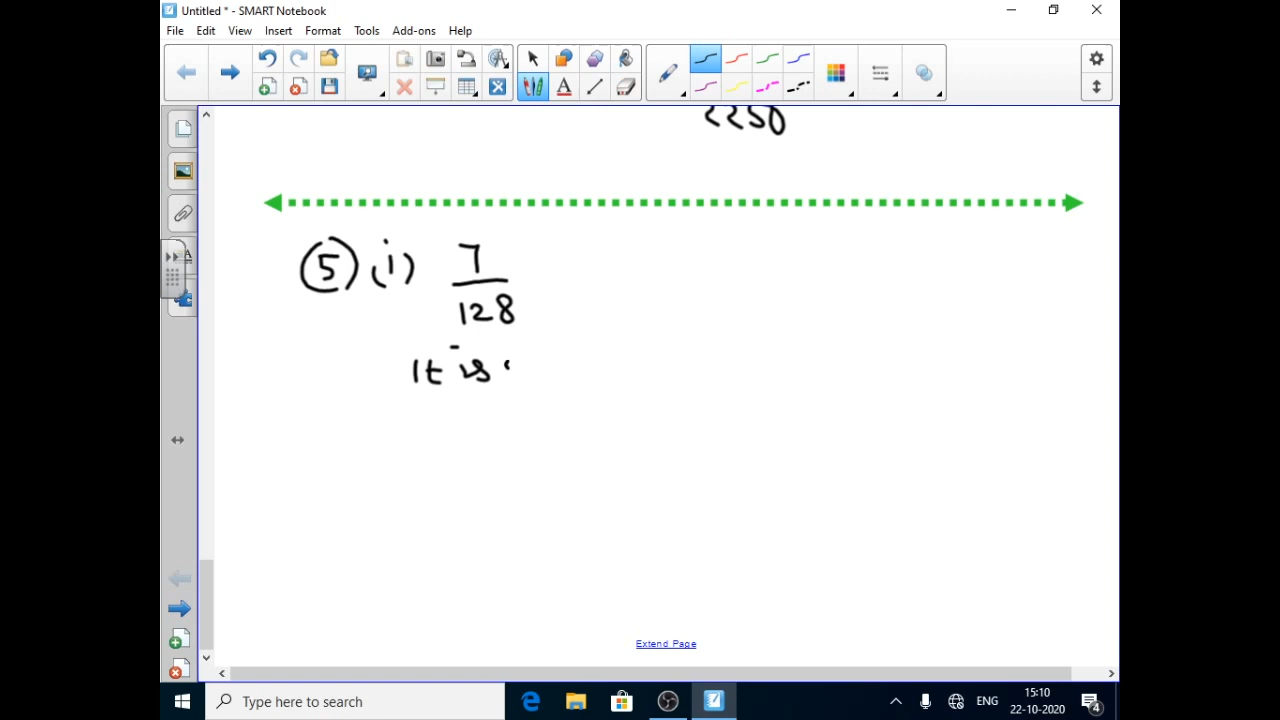 Untitled * - SMART Notebook
File Edit View Insert Format Tools Add-ons Help
2250
5 (i) 7
128
It is
Extend Page
Type here to search
ENG
15:10
22-10-2020
4